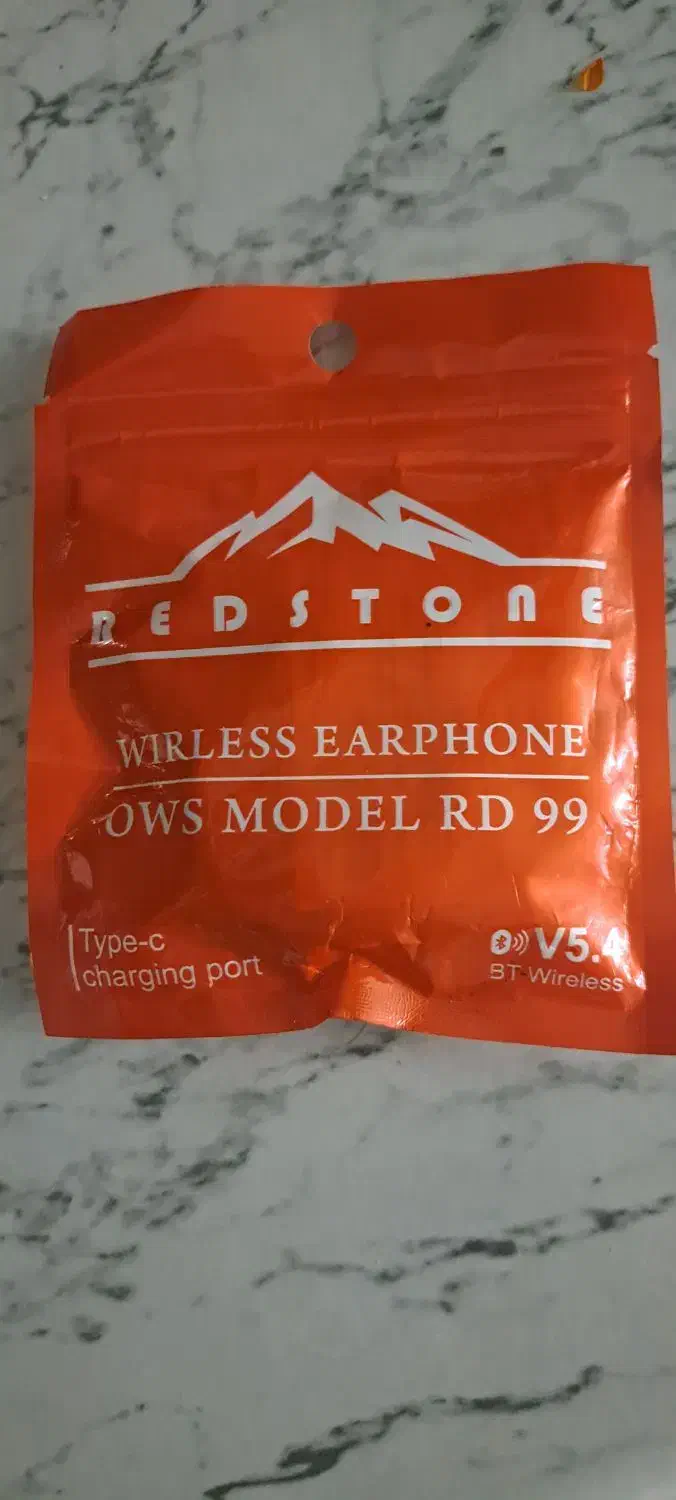 REDSTONE
WIRLESS EARPHONE
OWS MODEL RD 99
Type-c
charging port
V5.4
BT-Wireless